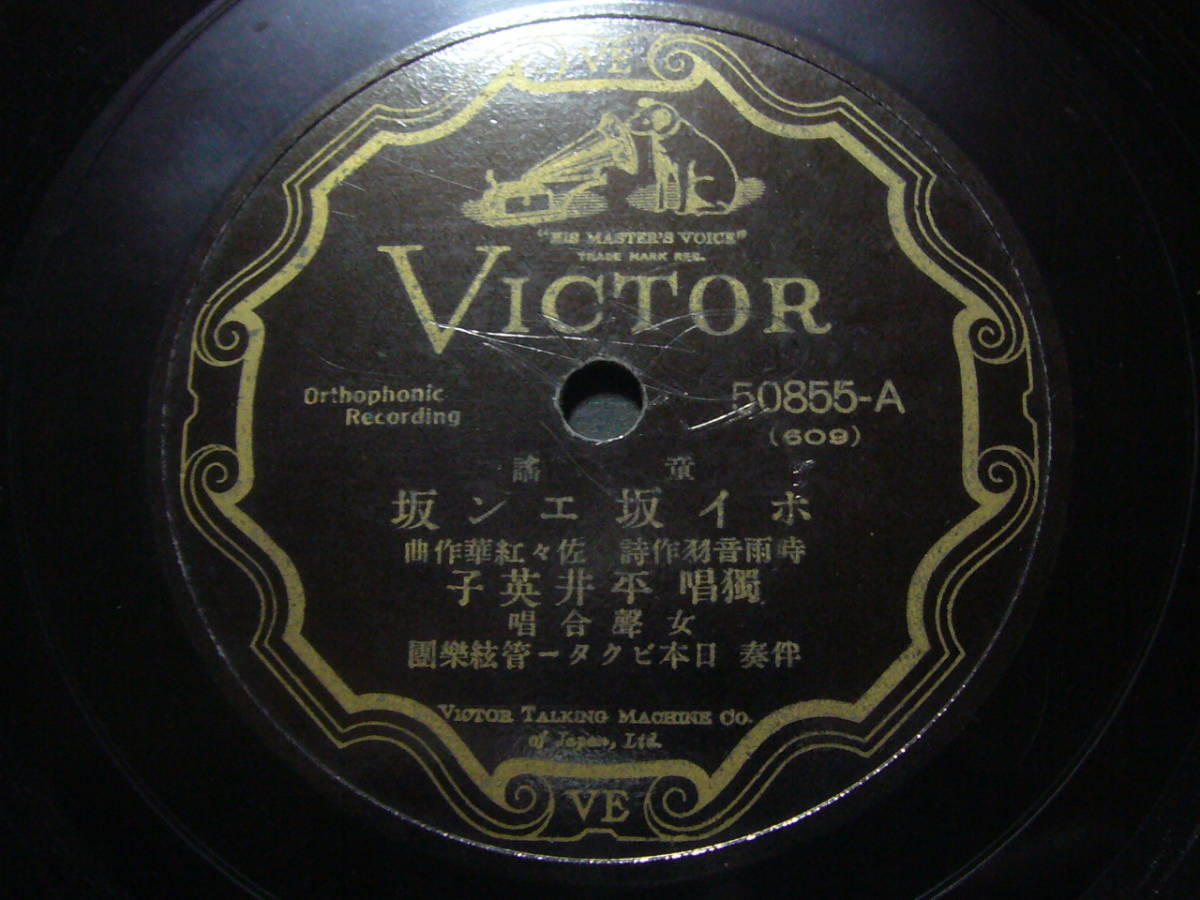 VE
"HIS MASTER'S VOICE"
TRADE MARK REG.
VICTOR
Orthophonic
Recording
50855-A
(609)
童謠
ホイ坂エン坂
時雨音羽作詩 佐々紅華作曲
獨唱 平井英子
女聲合唱
伴奏 日本ビクター管絃樂團
VICTOR TALKING MACHINE CO.
of Japan, Ltd.
VE